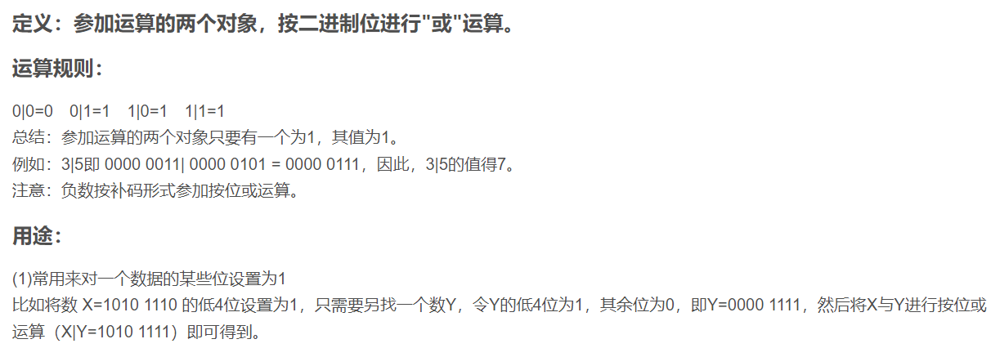 定义：参加运算的两个对象，按二进制位进行"或"运算。
运算规则：
0|0=0 0|1=1 1|0=1 1|1=1
总结：参加运算的两个对象只要有一个为1，其值为1。
例如：3|5即 0000 0011| 0000 0101 = 0000 0111，因此，3|5的值得7。
注意：负数按补码形式参加按位或运算。
用途：
(1)常用来对一个数据的某些位设置为1
比如将数 X=1010 1110 的低4位设置为1，只需要另找一个数Y，令Y的低4位为1，其余位为0，即Y=0000 1111，然后将X与Y进行按位或
运算（X|Y=1010 1111）即可得到。